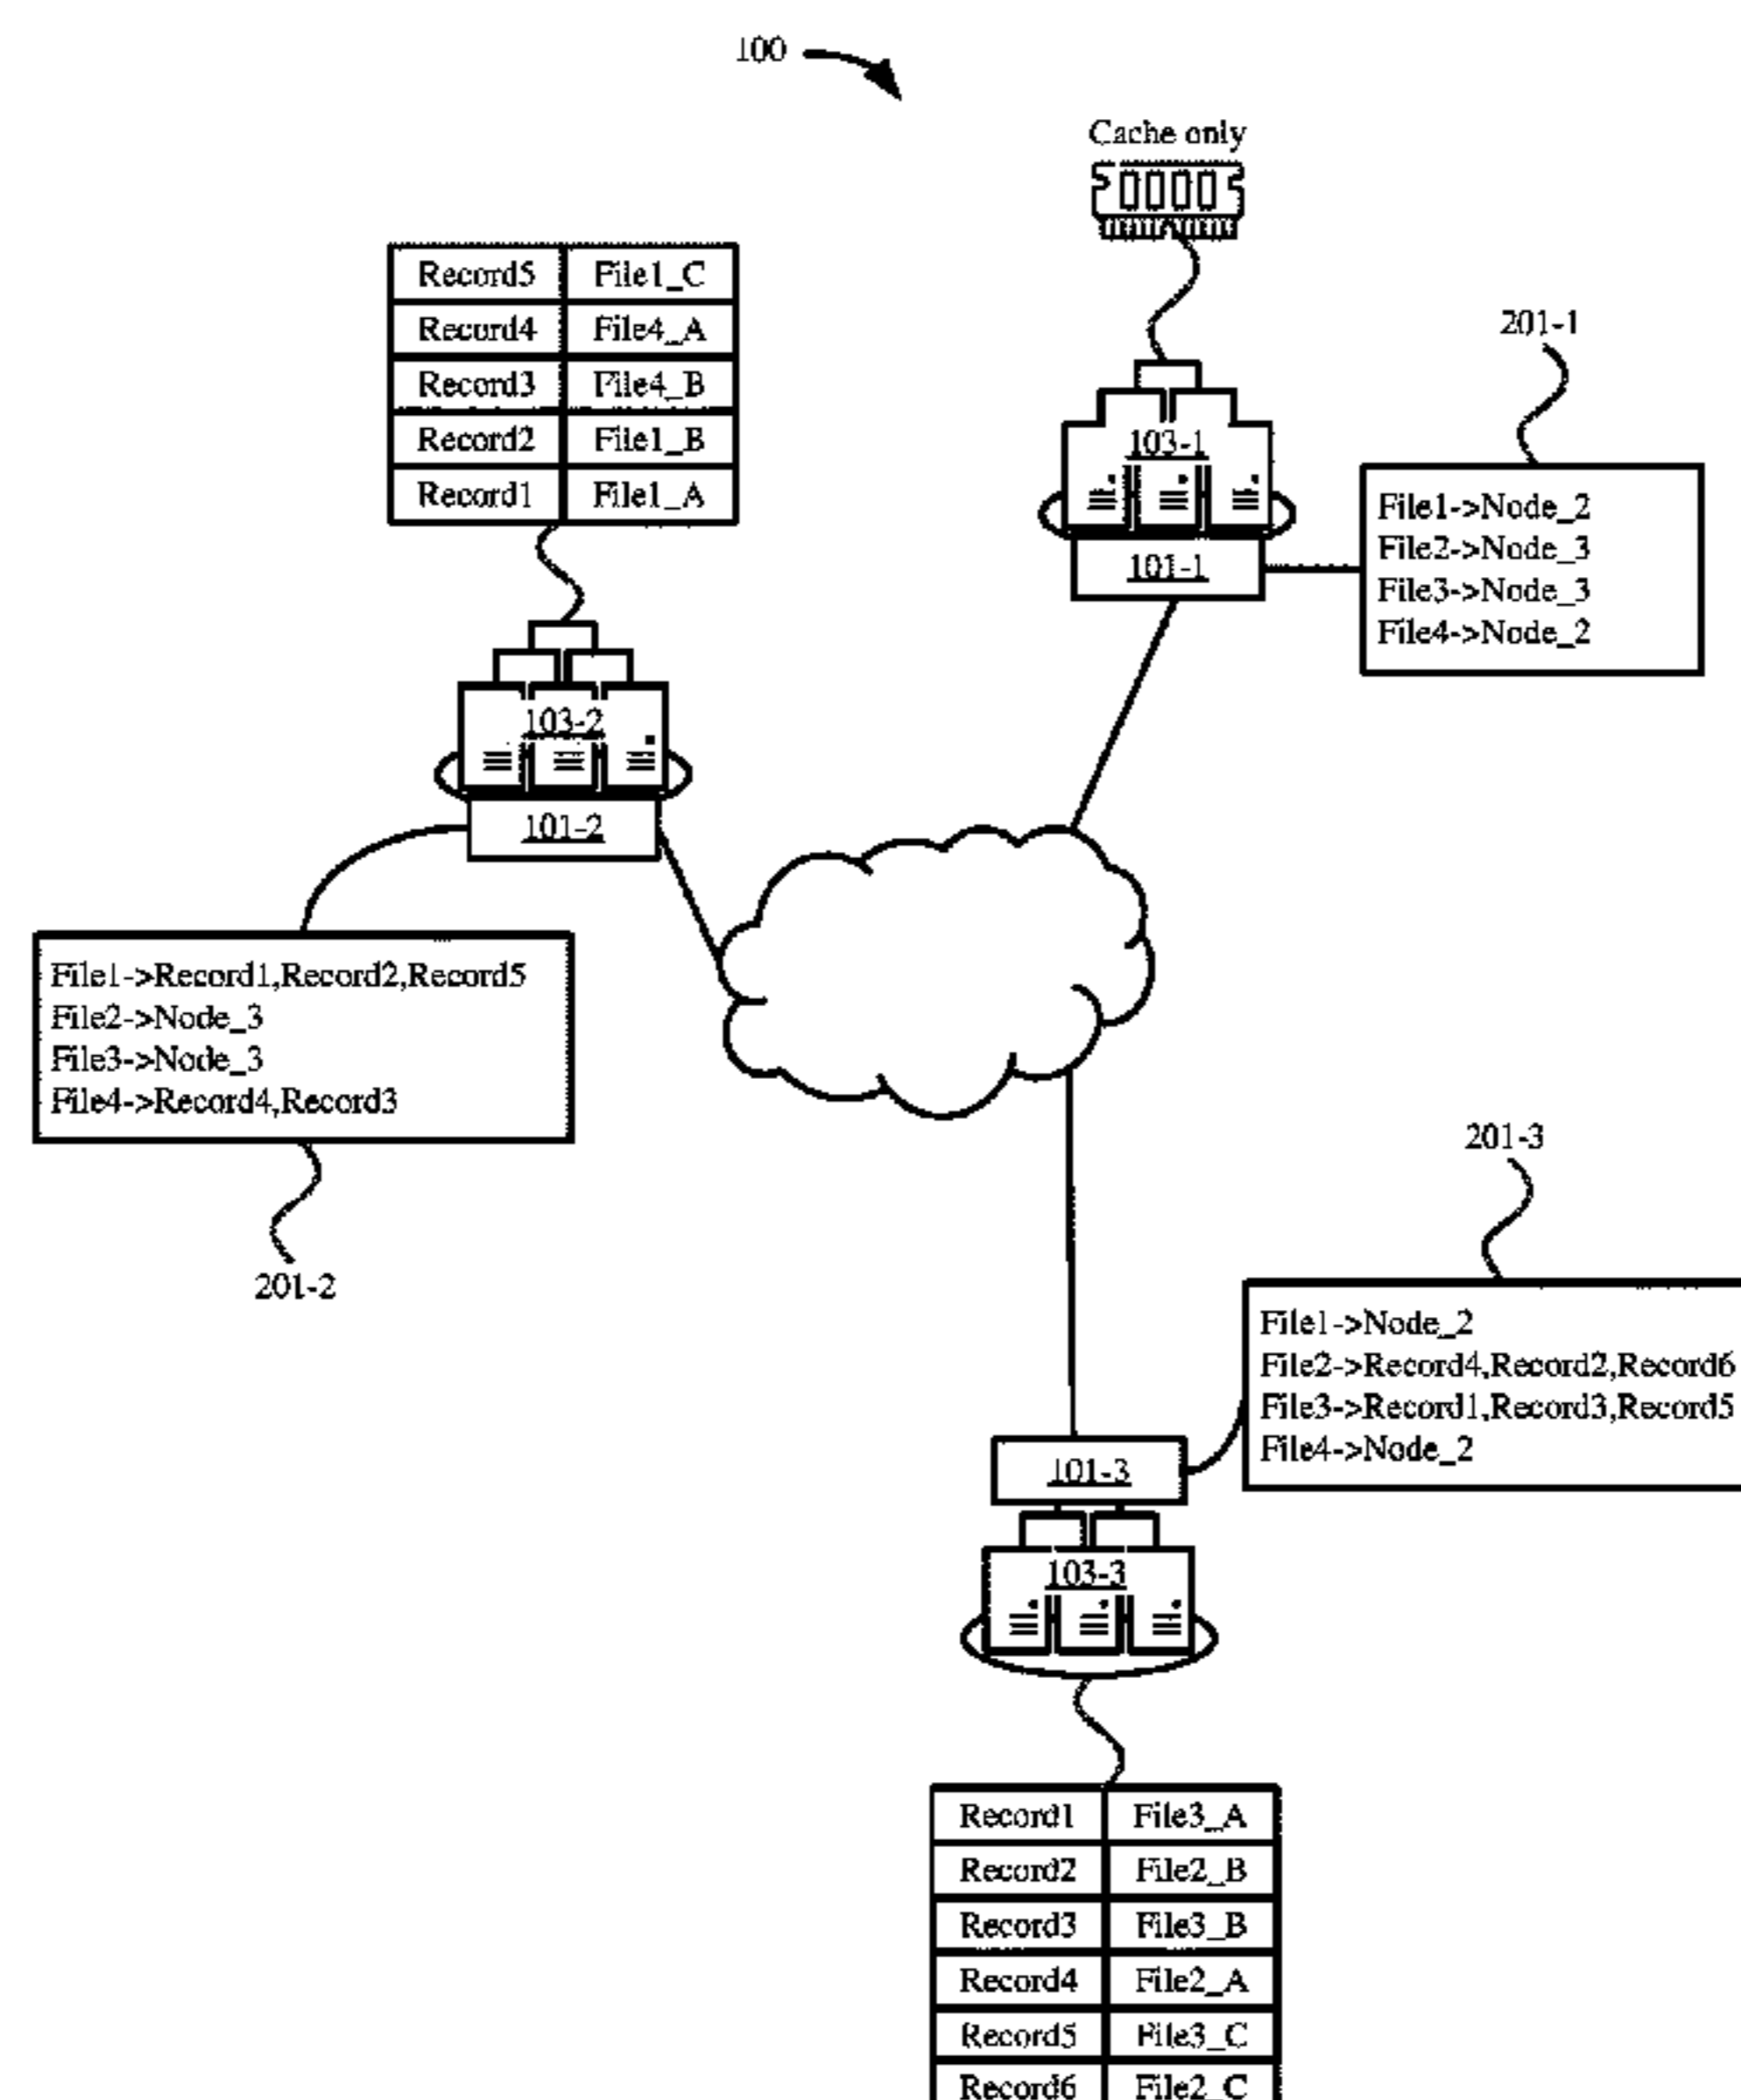 100
Cache only
Record5 File1_C
Record4 File4_A
Record3 File4_B
Record2 File1_B
Record1 File1_A
201-1
103-1
101-1
File1->Node_2
File2->Node_3
File3->Node_3
File4->Node_2
103-2
101-2
File1->Record1,Record2,Record5
File2->Node_3
File3->Node_3
File4->Record4,Record3
201-2
201-3
File1->Node_2
File2->Record4,Record2,Record6
File3->Record1,Record3,Record5
File4->Node_2
101-3
103-3
Record1 File3_A
Record2 File2_B
Record3 File3_B
Record4 File2_A
Record5 File3_C
Record6 File2_C